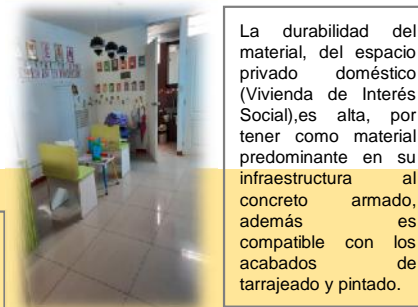 La durabilidad del
material, del espacio
privado doméstico
(Vivienda de Interés
Social),es alta, por
tener como material
predominante en su
infraestructura al
concreto armado,
además es
compatible con los
acabados de
tarrajeado y pintado.